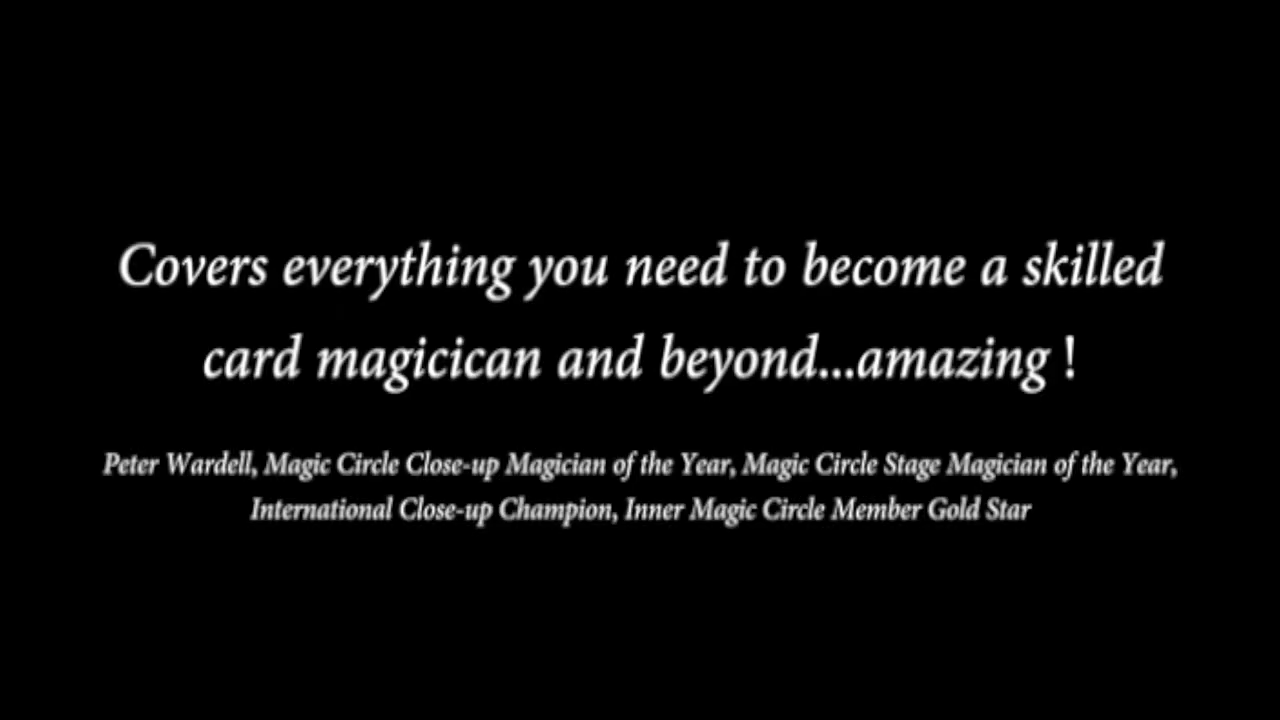 Covers everything you need to become a skilled
card magicican and beyond...amazing !
Peter Wardell, Magic Circle Close-up Magician of the Year, Magic Circle Stage Magician of the Year,
International Close-up Champion, Inner Magic Circle Member Gold Star